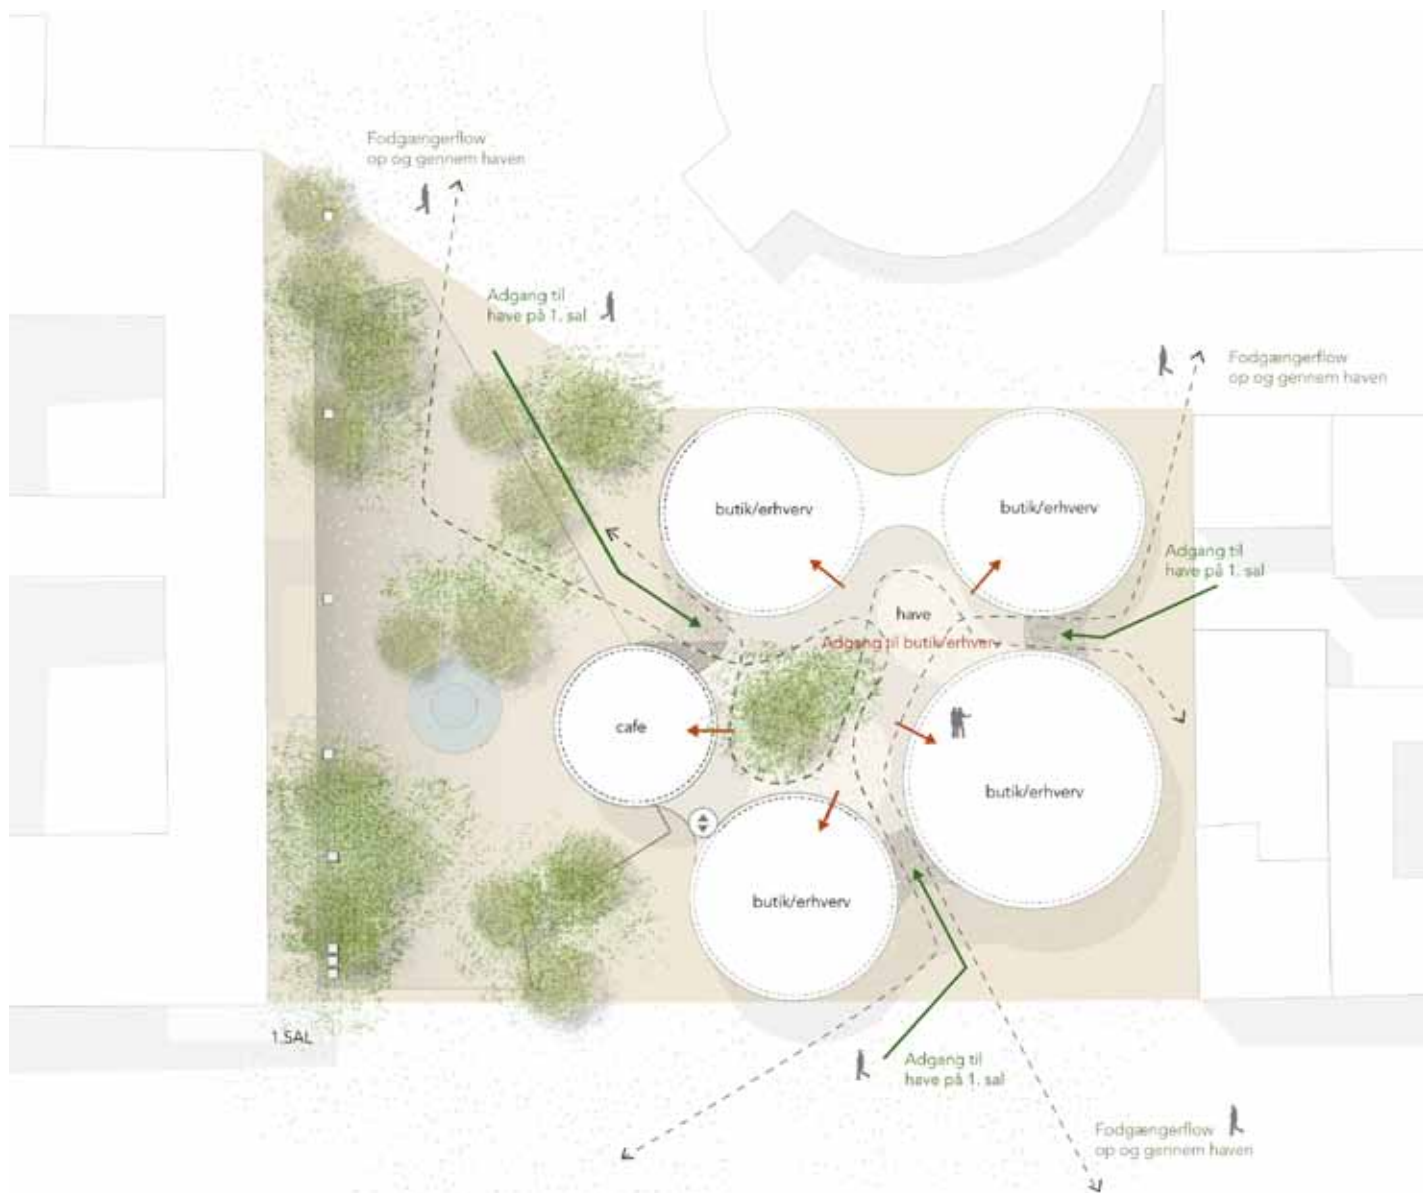 Fodgængerflow
op og gennem haven
Adgang til
have på 1. sal
Fodgængerflow
op og gennem haven
butik/erhverv
butik/erhverv
Adgang til
have på 1. sal
have
Adgang til butik/erhverv
cafe
butik/erhverv
butik/erhverv
1.SAL
Adgang til
have på 1. sal
Fodgængerflow
op og gennem haven